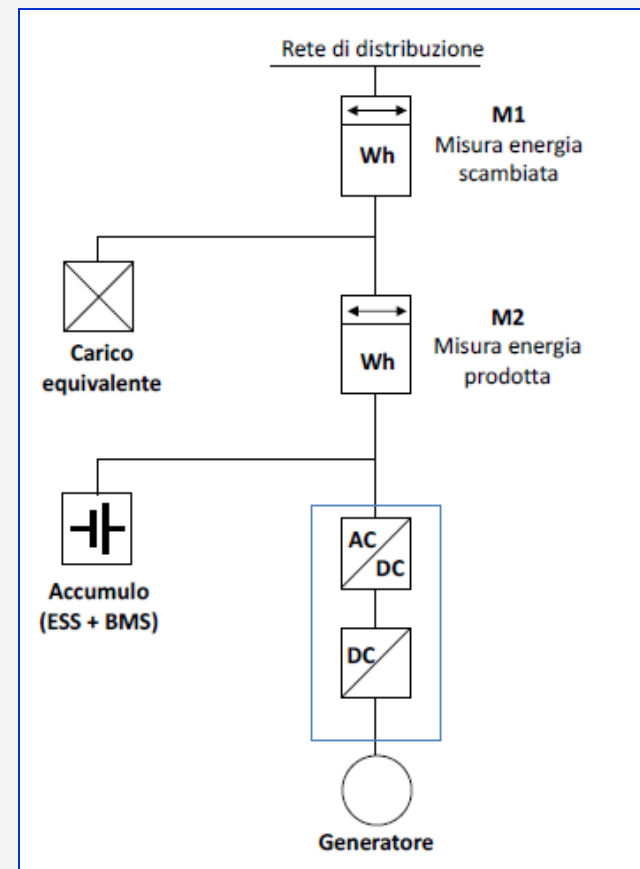 Rete di distribuzione
M1
Misura energia
scambiata
Wh
Carico
equivalente
M2
Misura energia
prodotta
Wh
Accumulo
(ESS + BMS)
AC
DC
DC
Generatore